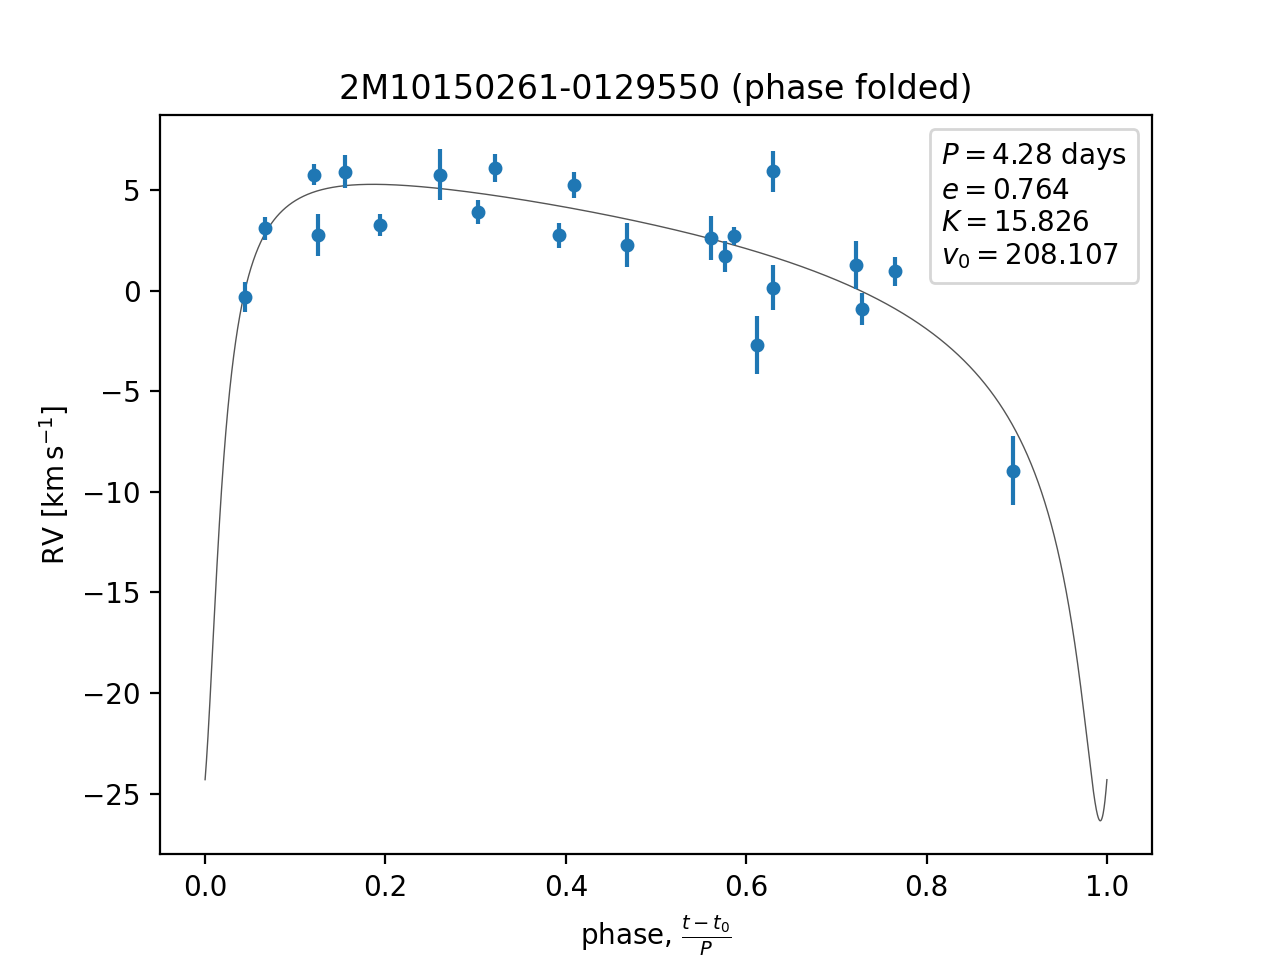 2M10150261-0129550 (phase folded)
P = 4.28 days
e = 0.764
K = 15.826
v₀ = 208.107
RV [km s⁻¹]
5
0
−5
−10
−15
−20
−25
0.0 0.2 0.4 0.6 0.8 1.0
phase, (t − t₀)/P